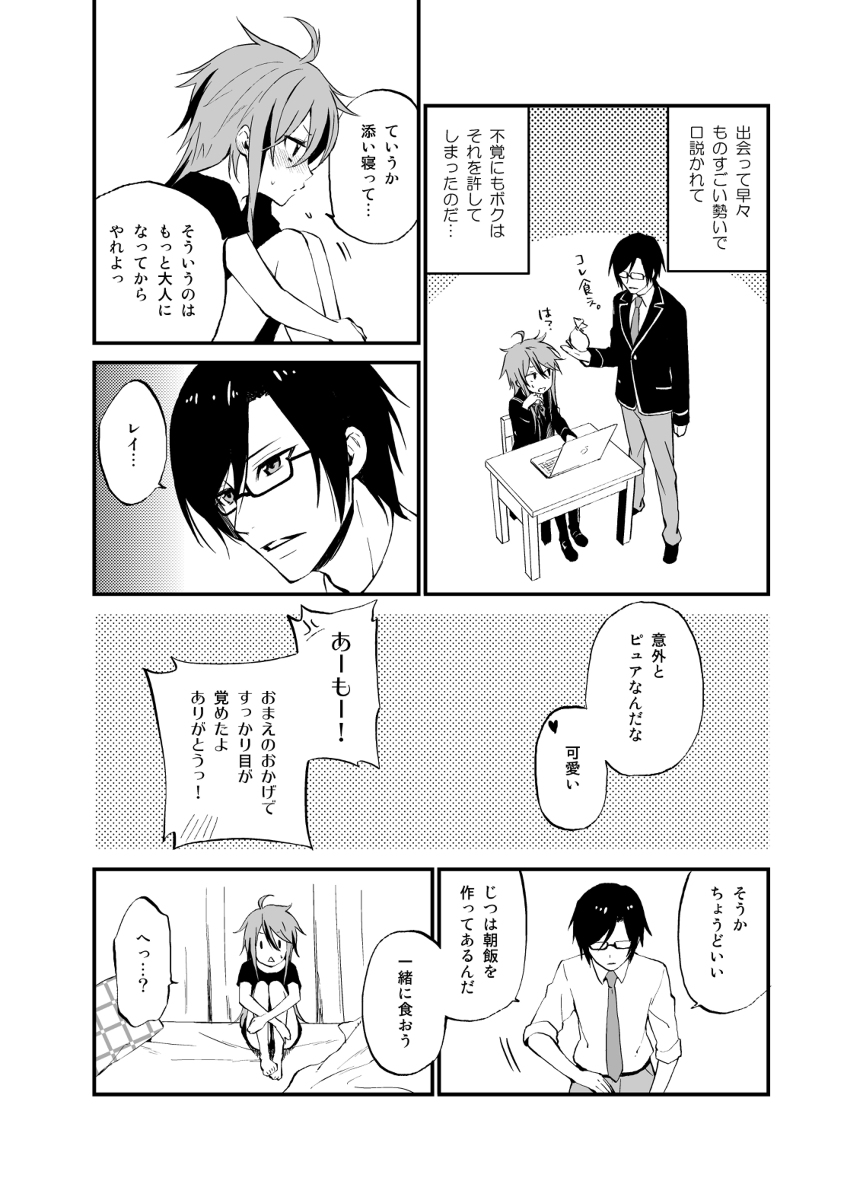 出会って早々
ものすごい勢いで
口説かれて
不覚にもボクは
それを許して
しまったのだ…
コレ食え。
は？
ていうか
添い寝って…
そういうのは
もっと大人に
なってから
やれよっ
レイ…
意外と
ピュアなんだな
可愛い
あーもー！
おまえのおかげで
すっかり目が
覚めたよ
ありがとうっ！
そうか
ちょうどいい
じつは朝飯を
作ってあるんだ
一緒に食おう
へっ…？